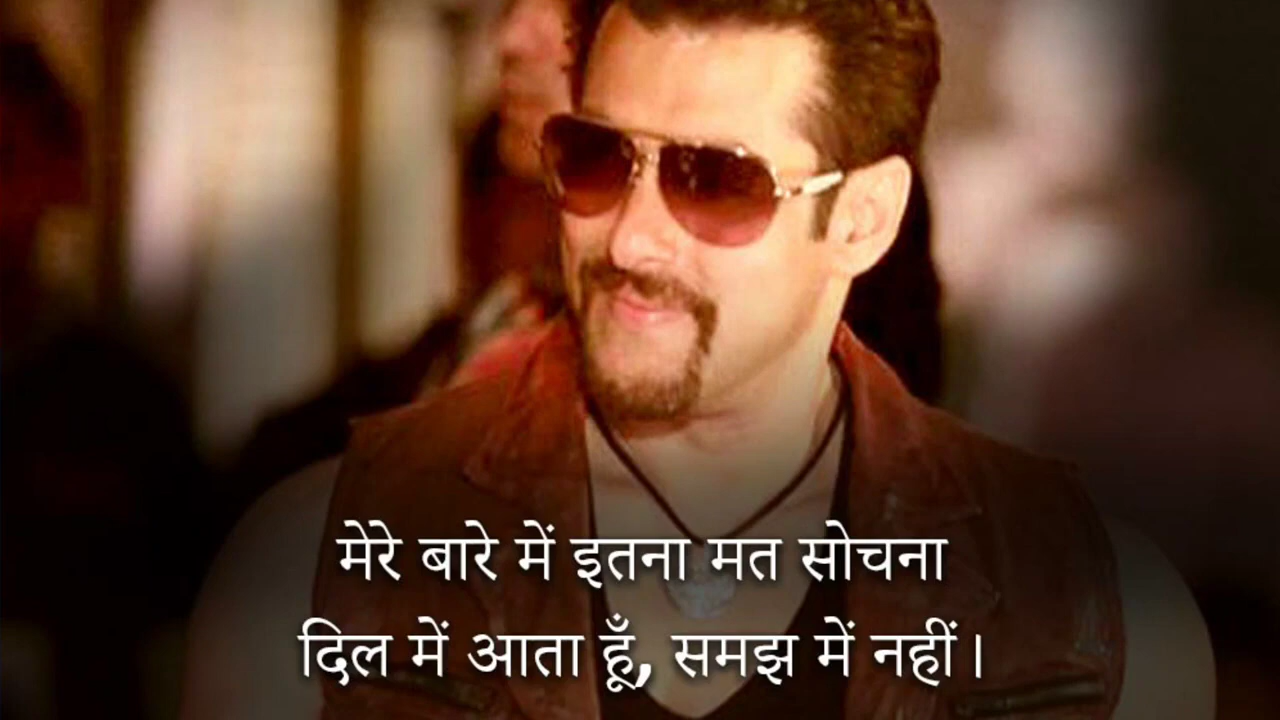 मेरे बारे में इतना मत सोचना
दिल में आता हूँ, समझ में नहीं।